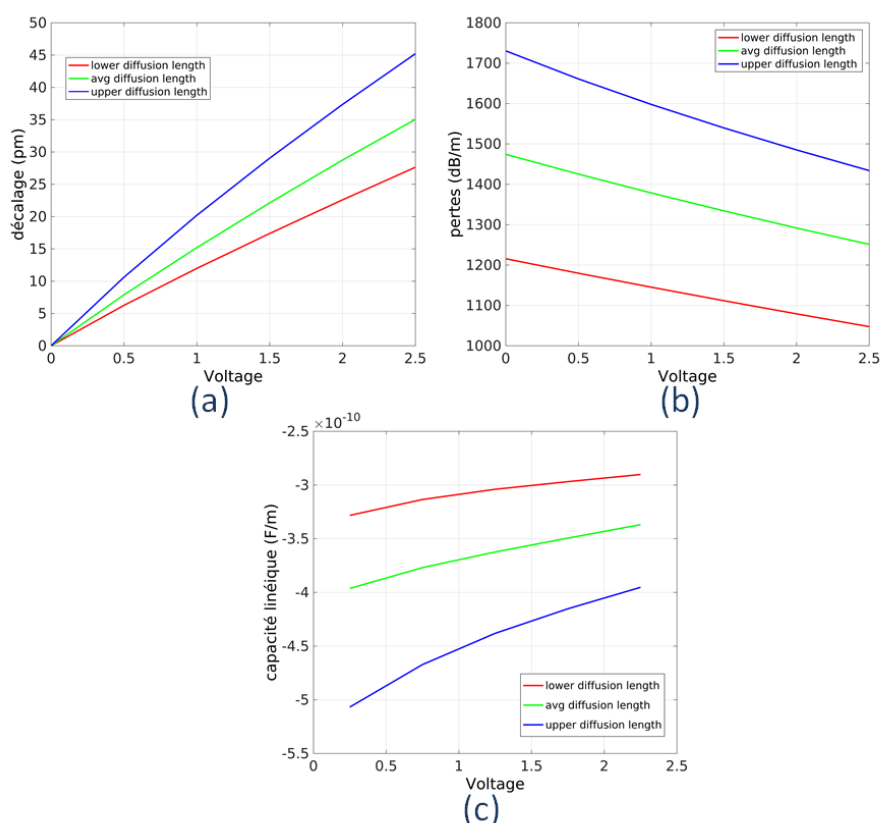 50
45
40
35
30
25
20
15
10
5
0
décalage (pm)
lower diffusion length
avg diffusion length
upper diffusion length
0 0.5 1 1.5 2 2.5
Voltage
(a)
1800
1700
1600
1500
1400
1300
1200
1100
1000
pertes (dB/m)
lower diffusion length
avg diffusion length
upper diffusion length
0 0.5 1 1.5 2 2.5
Voltage
(b)
×10⁻¹⁰
-2.5
-3
-3.5
-4
-4.5
-5
-5.5
capacité linéique (F/m)
lower diffusion length
avg diffusion length
upper diffusion length
0 0.5 1 1.5 2 2.5
Voltage
(c)